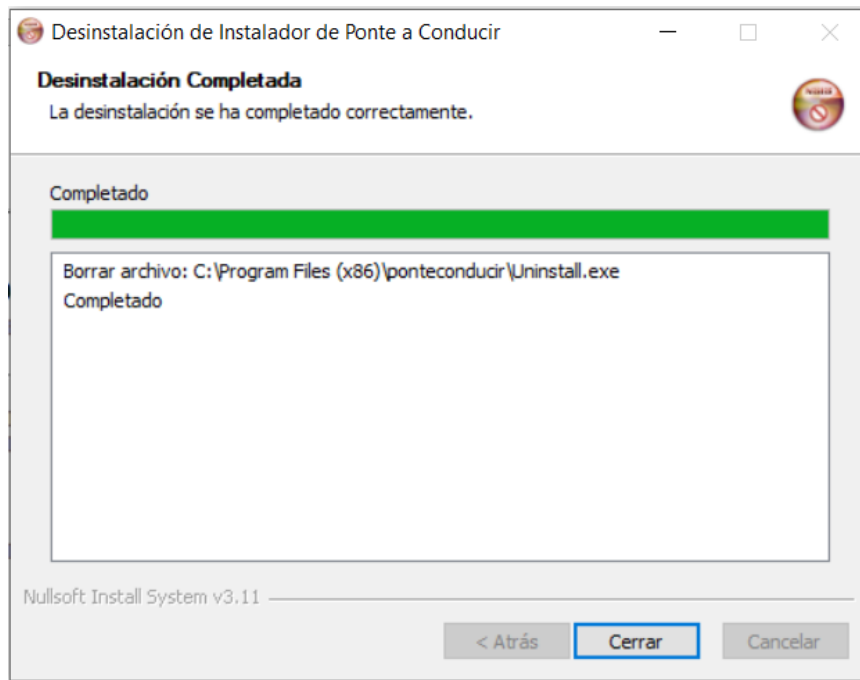 Desinstalación de Instalador de Ponte a Conducir
Desinstalación Completada
La desinstalación se ha completado correctamente.
Completado
Borrar archivo: C:\Program Files (x86)\ponteconducir\Uninstall.exe
Completado
Nullsoft Install System v3.11
< Atrás
Cerrar
Cancelar